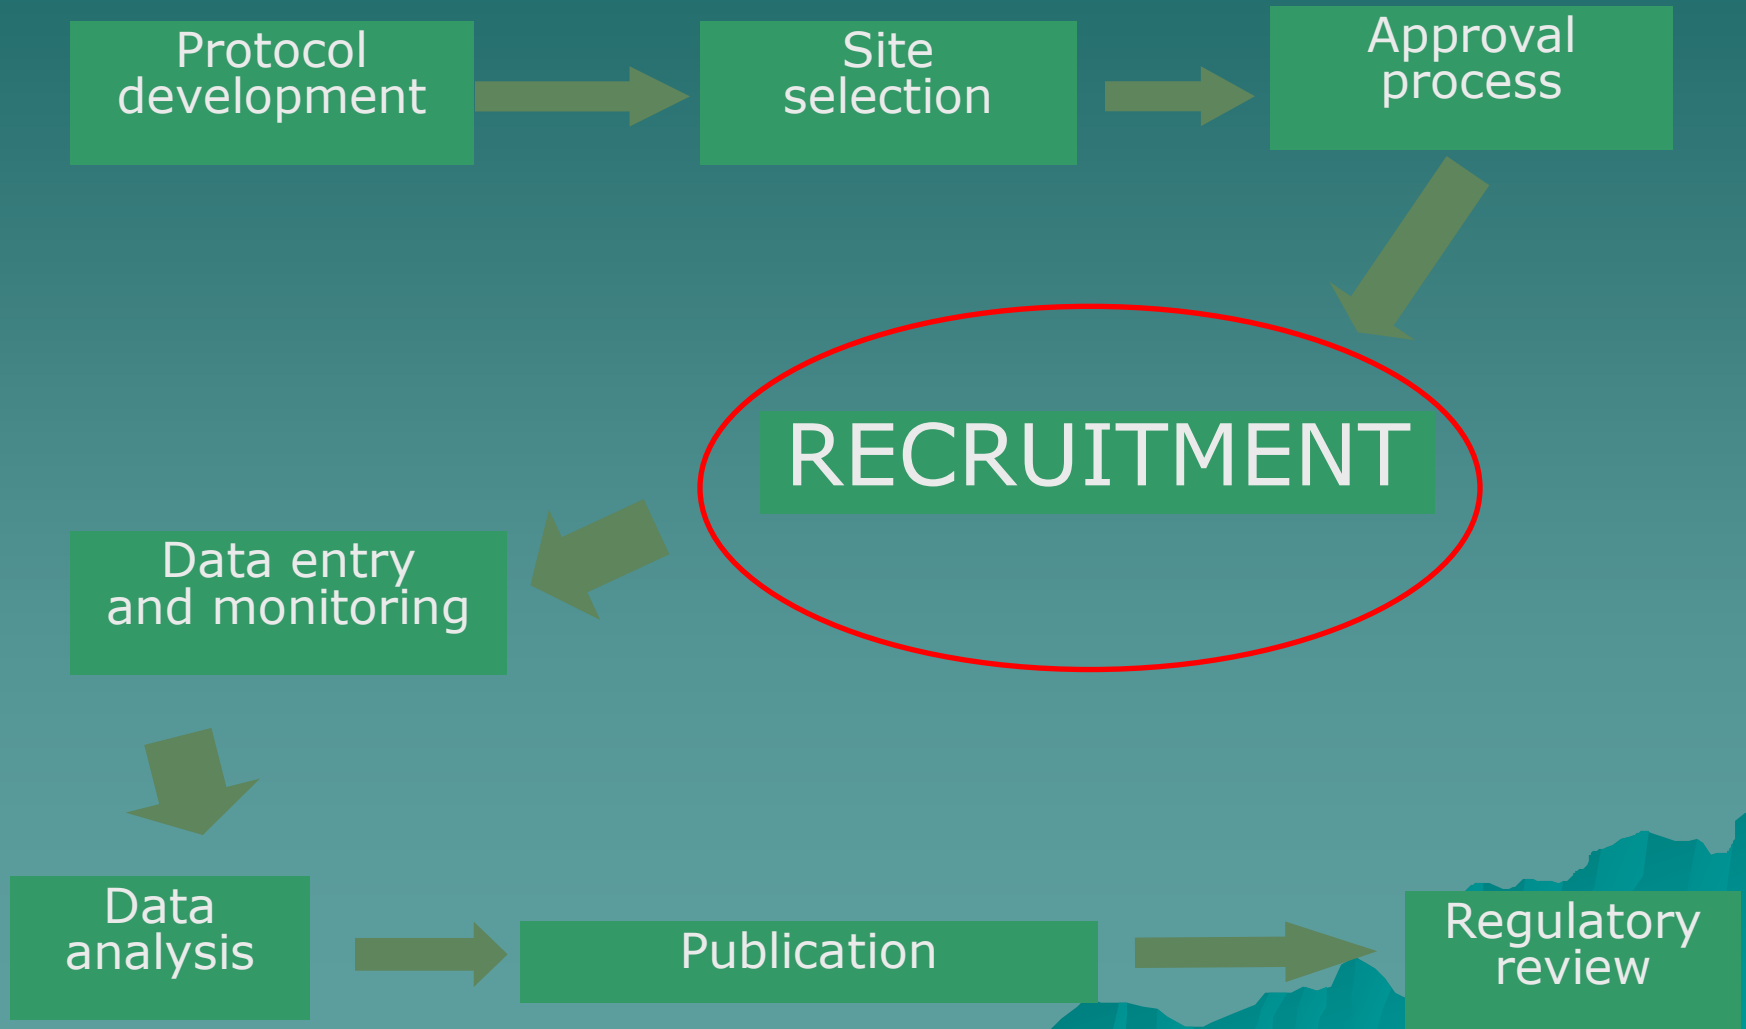 Protocol
development
Site
selection
Approval
process
RECRUITMENT
Data entry
and monitoring
Data
analysis
Publication
Regulatory
review